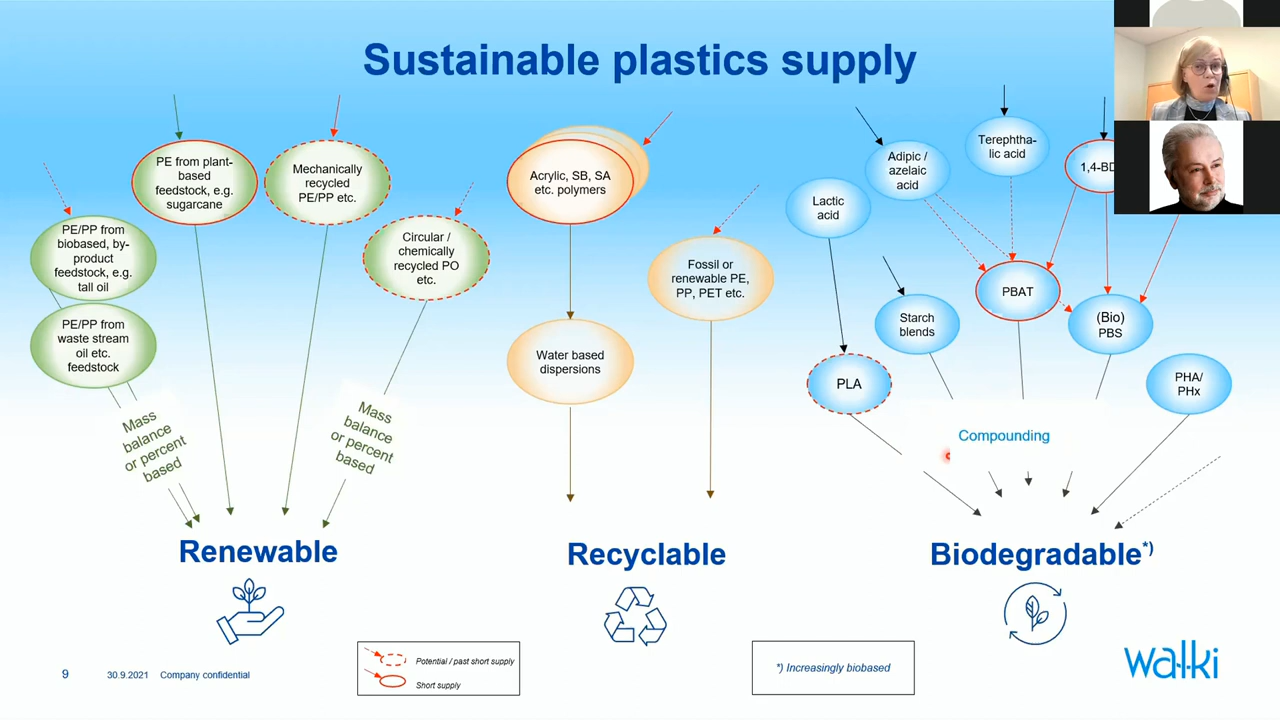 Sustainable plastics supply
PE/PP from
biobased, by-
product
feedstock, e.g.
tall oil
PE/PP from
waste stream
oil etc.
feedstock
PE from plant-
based
feedstock, e.g.
sugarcane
Mechanically
recycled
PE/PP etc.
Circular /
chemically
recycled PO
etc.
Mass
balance
or percent
based
Mass
balance
or percent
based
Renewable
Acrylic, SB, SA
etc. polymers
Water based
dispersions
Fossil or
renewable PE,
PP, PET etc.
Recyclable
Lactic
acid
Adipic /
azelaic
acid
Terephtha-
lic acid
Starch
blends
PBAT
(Bio)
PBS
PLA
PHA/
PHx
Compounding
Biodegradable*)
Potential / past short supply
Short supply
*) Increasingly biobased
9
30.9.2021
Company confidential
walki